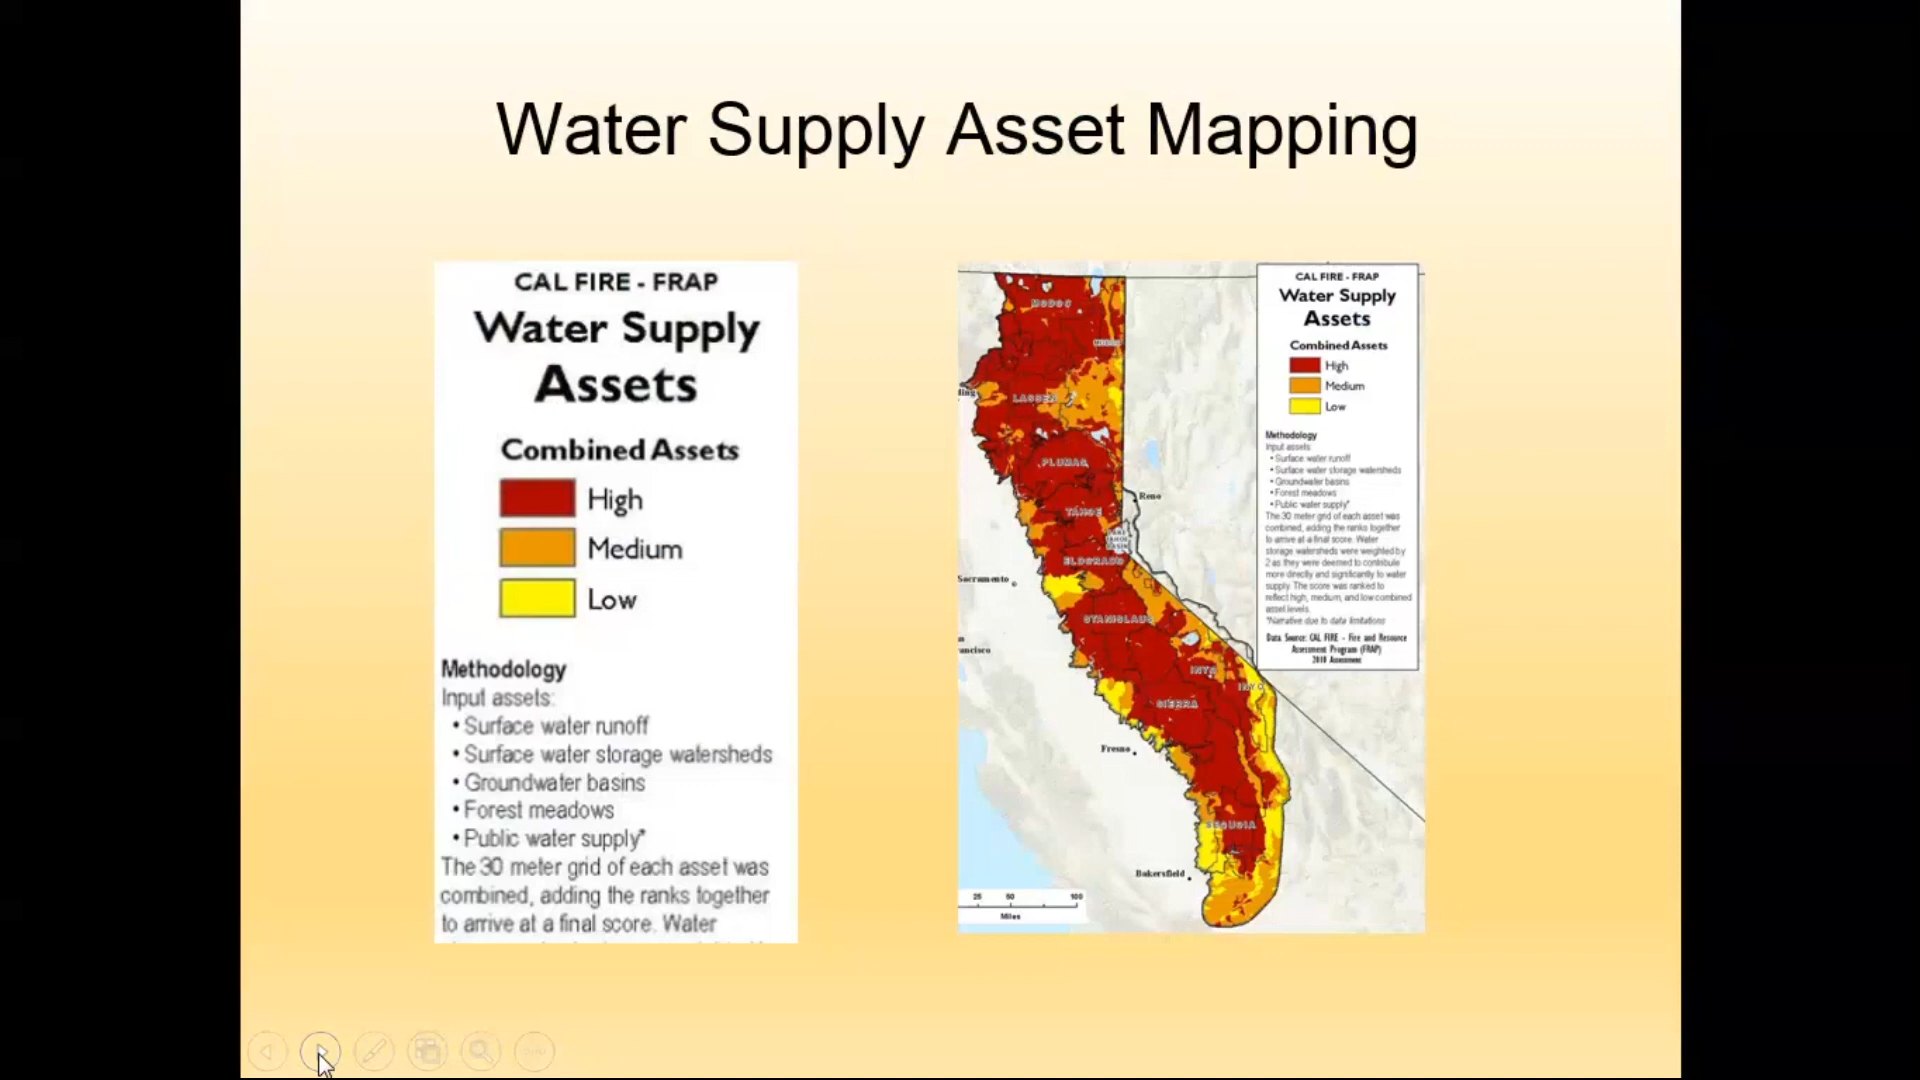 Water Supply Asset Mapping
CAL FIRE - FRAP
Water Supply
Assets
Combined Assets
High
Medium
Low
Methodology
Input assets:
• Surface water runoff
• Surface water storage watersheds
• Groundwater basins
• Forest meadows
• Public water supply*
The 30 meter grid of each asset was
combined, adding the ranks together
to arrive at a final score. Water
MODOC
LASSEN
PLUMAS
Reno
TAHOE
ELDORADO
Sacramento
STANISLAUS
ancisco
INYO
INYO
SIERRA
Fresno
SEQUOIA
Bakersfield
25 50 100
Miles
CAL FIRE - FRAP
Water Supply
Assets
Combined Assets
High
Medium
Low
Methodology
Input assets:
• Surface water runoff
• Surface water storage watersheds
• Groundwater basins
• Forest meadows
• Public water supply*
The 30 meter grid of each asset was
combined, adding the ranks together
to arrive at a final score. Water
storage watersheds were weighted by
2 as they were deemed to contribute
more directly and significantly to water
supply. The score was ranked to
reflect high, medium, and low combined
asset levels.
*Narrative due to data limitations
Data Source: CAL FIRE - Fire and Resource
Assessment Program (FRAP)
2010 Assessment